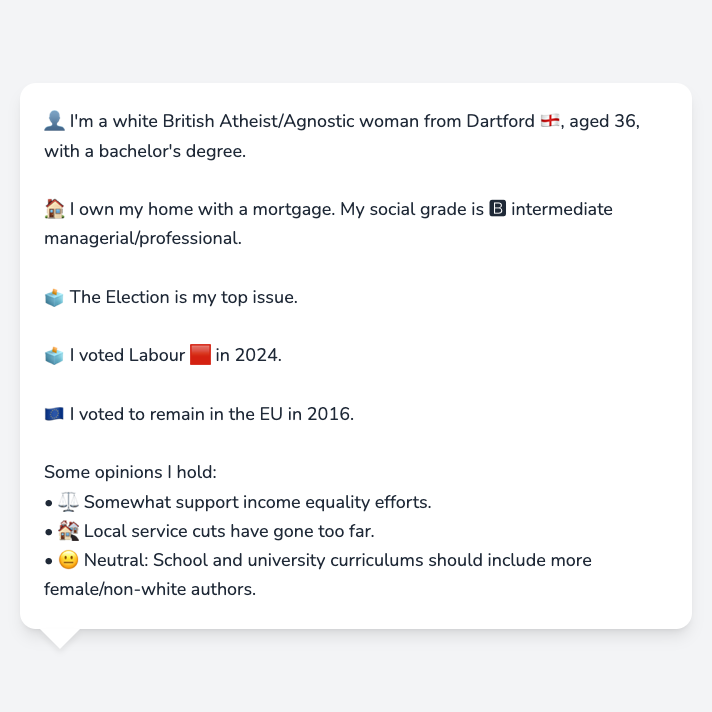 👤 I'm a white British Atheist/Agnostic woman from Dartford 🏴󠁧󠁢󠁥󠁮󠁧󠁿, aged 36,
with a bachelor's degree.
🏠 I own my home with a mortgage. My social grade is 🅱 intermediate
managerial/professional.
🗳️ The Election is my top issue.
🗳️ I voted Labour 🟥 in 2024.
🇪🇺 I voted to remain in the EU in 2016.
Some opinions I hold:
• ⚖️ Somewhat support income equality efforts.
• 🏚️ Local service cuts have gone too far.
• 😐 Neutral: School and university curriculums should include more
female/non-white authors.